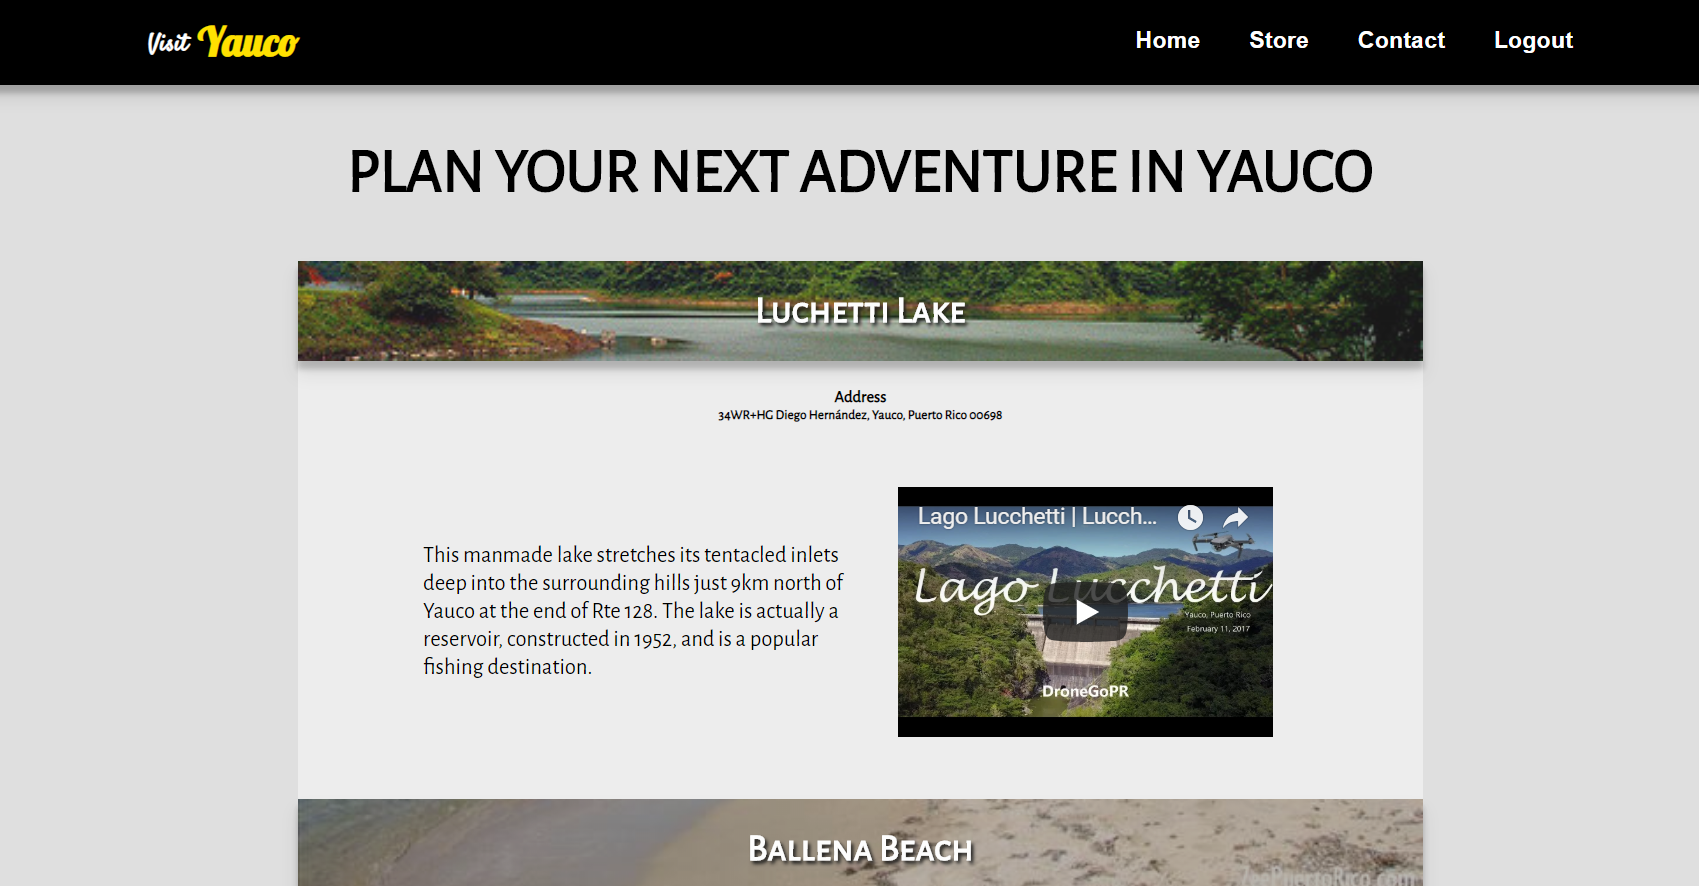 Visit Yauco
Home Store Contact Logout
PLAN YOUR NEXT ADVENTURE IN YAUCO
LUCHETTI LAKE
Address
34WR+HG Diego Hernández, Yauco, Puerto Rico 00698
This manmade lake stretches its tentacled inlets
deep into the surrounding hills just 9km north of
Yauco at the end of Rte 128. The lake is actually a
reservoir, constructed in 1952, and is a popular
fishing destination.
Lago Lucchetti | Lucch...
Lago Lucchetti
Yauco, Puerto Rico
February 11, 2017
DroneGoPR
BALLENA BEACH
ZeePuertoRico.com